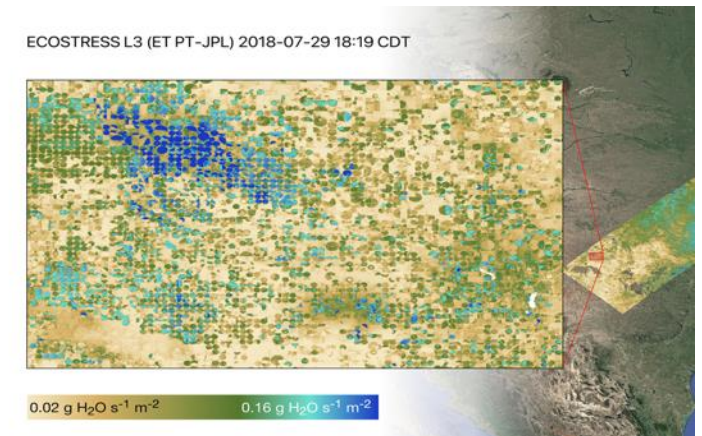 ECOSTRESS L3 (ET PT-JPL) 2018-07-29 18:19 CDT
0.02 g H₂O s⁻¹ m⁻² 0.16 g H₂O s⁻¹ m⁻²